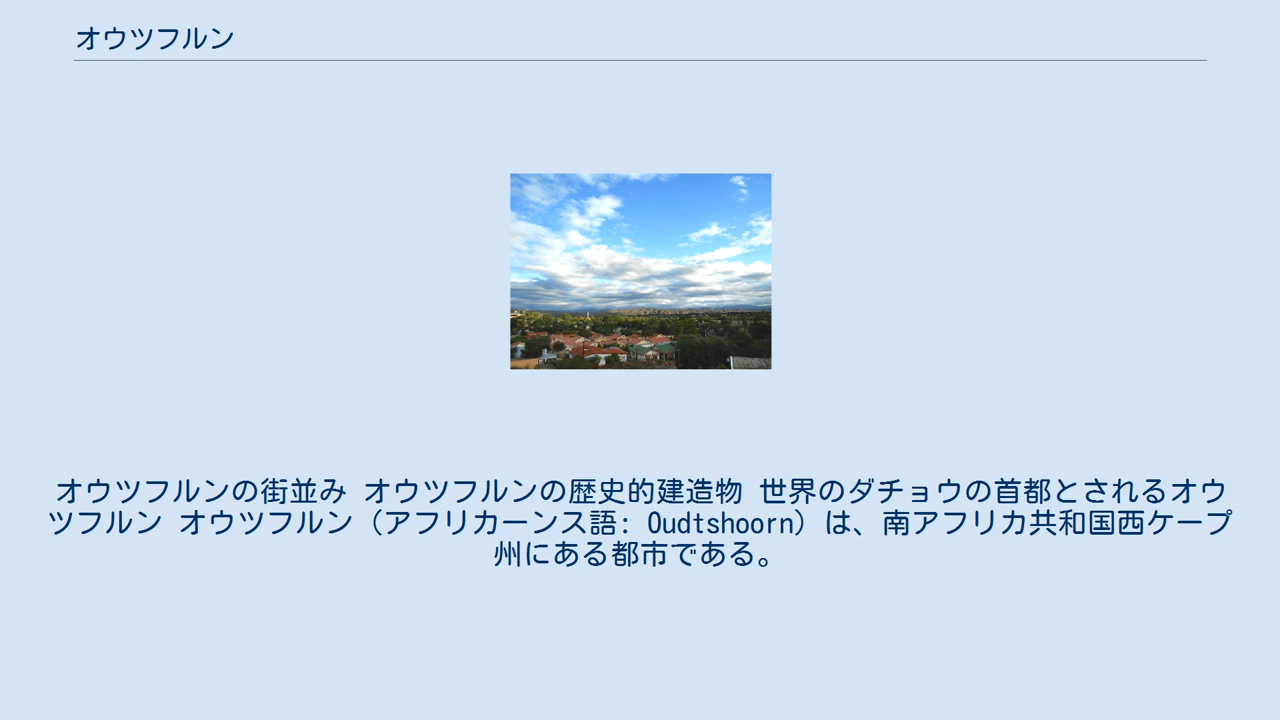 オウツフルン
オウツフルンの街並み オウツフルンの歴史的建造物 世界のダチョウの首都とされるオウ
ツフルン オウツフルン（アフリカーンス語: Oudtshoorn）は、南アフリカ共和国西ケープ
州にある都市である。